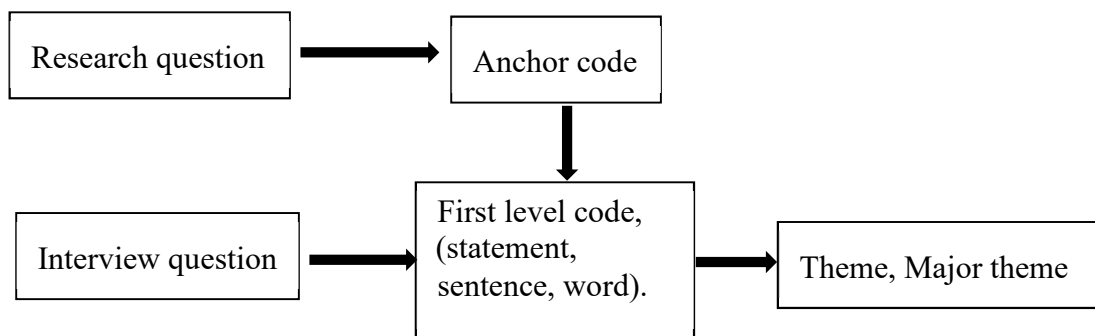 Research question
Anchor code
First level code,
(statement,
sentence, word).
Interview question
Theme, Major theme